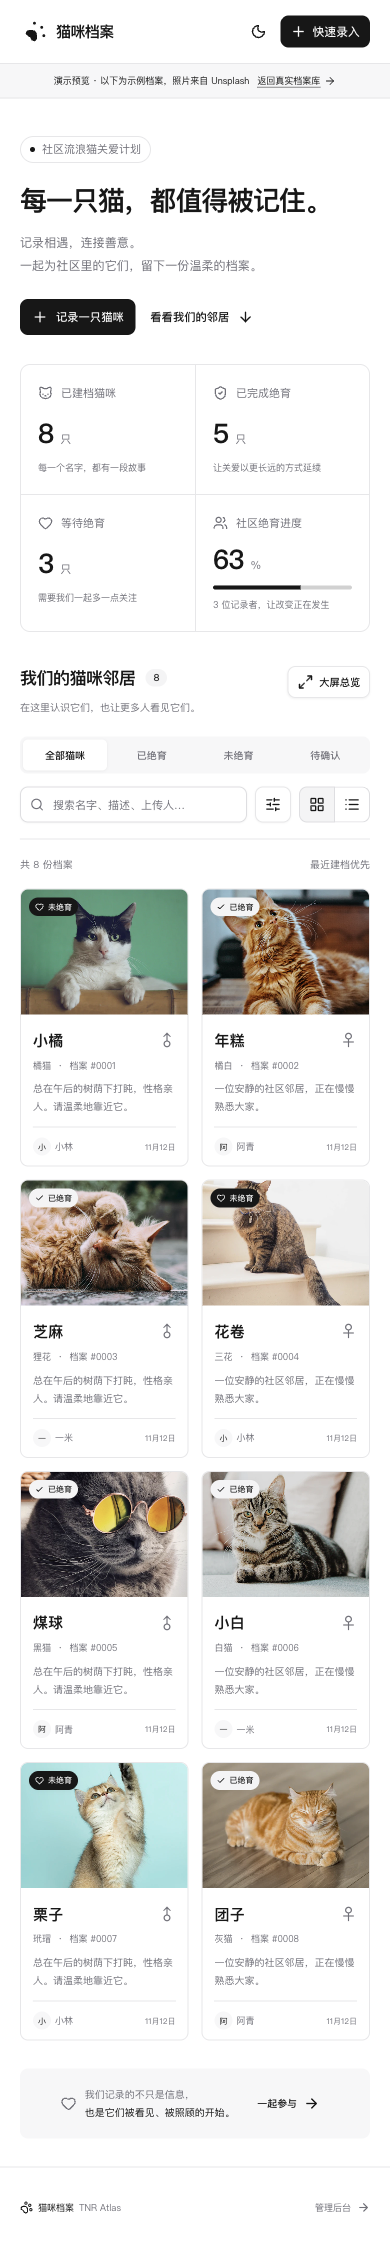 猫咪档案
快速录入
演示预览 · 以下为示例档案，照片来自 Unsplash 返回真实档案库
社区流浪猫关爱计划
每一只猫，都值得被记住。
记录相遇，连接善意。
一起为社区里的它们，留下一份温柔的档案。
记录一只猫咪
看看我们的邻居
已建档猫咪
8 只
每一个名字，都有一段故事
已完成绝育
5 只
让关爱以更长远的方式延续
等待绝育
3 只
需要我们一起多一点关注
社区绝育进度
63 %
3 位记录者，让改变正在发生
我们的猫咪邻居 8
在这里认识它们，也让更多人看见它们。
大屏总览
全部猫咪
已绝育
未绝育
待确认
搜索名字、描述、上传人...
共 8 份档案
最近建档优先
未绝育
小橘
橘猫 · 档案 #0001
总在午后的树荫下打盹，性格亲
人。请温柔地靠近它。
小 小林
11月12日
已绝育
年糕
橘白 · 档案 #0002
一位安静的社区邻居，正在慢慢
熟悉大家。
阿 阿青
11月12日
已绝育
芝麻
狸花 · 档案 #0003
总在午后的树荫下打盹，性格亲
人。请温柔地靠近它。
一 一米
11月12日
未绝育
花卷
三花 · 档案 #0004
一位安静的社区邻居，正在慢慢
熟悉大家。
小 小林
11月12日
已绝育
煤球
黑猫 · 档案 #0005
总在午后的树荫下打盹，性格亲
人。请温柔地靠近它。
阿 阿青
11月12日
已绝育
小白
白猫 · 档案 #0006
一位安静的社区邻居，正在慢慢
熟悉大家。
一 一米
11月12日
未绝育
栗子
玳瑁 · 档案 #0007
总在午后的树荫下打盹，性格亲
人。请温柔地靠近它。
小 小林
11月12日
已绝育
团子
灰猫 · 档案 #0008
一位安静的社区邻居，正在慢慢
熟悉大家。
阿 阿青
11月12日
我们记录的不只是信息，
也是它们被看见、被照顾的开始。
一起参与
猫咪档案 TNR Atlas
管理后台